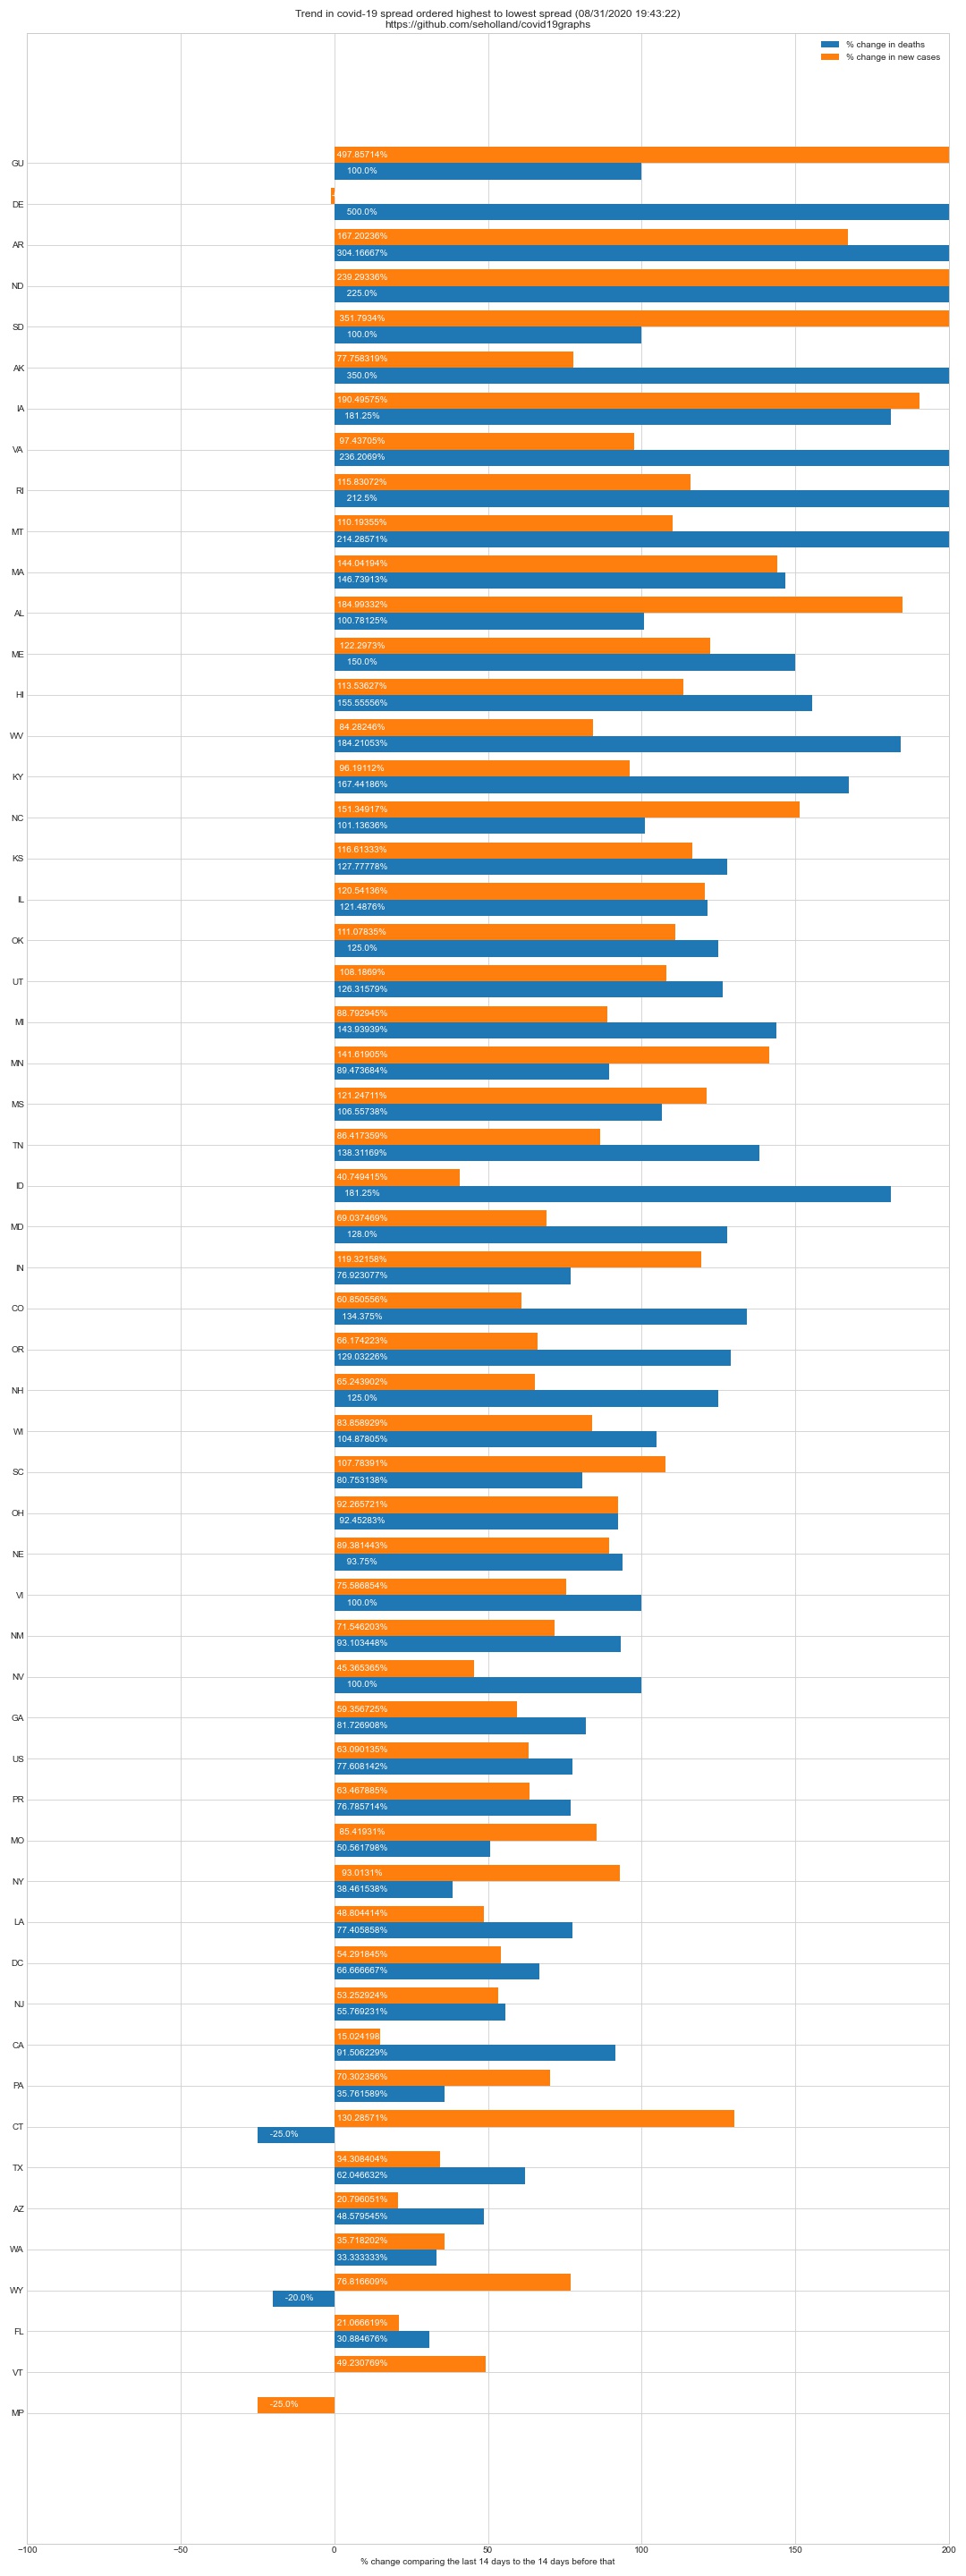 Trend in covid-19 spread ordered highest to lowest spread (08/31/2020 19:43:22)
https://github.com/seholland/covid19graphs
% change in deaths
% change in new cases
GU
497.85714%
100.0%
DE
500.0%
AR
167.20236%
304.16667%
ND
239.29336%
225.0%
SD
351.7934%
100.0%
AK
77.758319%
350.0%
IA
190.49575%
181.25%
VA
97.43705%
236.2069%
RI
115.83072%
212.5%
MT
110.19355%
214.28571%
MA
144.04194%
146.73913%
AL
184.99332%
100.78125%
ME
122.2973%
150.0%
HI
113.53627%
155.55556%
WV
84.28246%
184.21053%
KY
96.19112%
167.44186%
NC
151.34917%
101.13636%
KS
116.61333%
127.77778%
IL
120.54136%
121.4876%
OK
111.07835%
125.0%
UT
108.1869%
126.31579%
MI
88.792945%
143.93939%
MN
141.61905%
89.473684%
MS
121.24711%
106.55738%
TN
86.417359%
138.31169%
ID
40.749415%
181.25%
MD
69.037469%
128.0%
IN
119.32158%
76.923077%
CO
60.850556%
134.375%
OR
66.174223%
129.03226%
NH
65.243902%
125.0%
WI
83.858929%
104.87805%
SC
107.78391%
80.753138%
OH
92.265721%
92.45283%
NE
89.381443%
93.75%
VI
75.586854%
100.0%
NM
71.546203%
93.103448%
NV
45.365365%
100.0%
GA
59.356725%
81.726908%
US
63.090135%
77.608142%
PR
63.467885%
76.785714%
MO
85.41931%
50.561798%
NY
93.0131%
38.461538%
LA
48.804414%
77.405858%
DC
54.291845%
66.666667%
NJ
53.252924%
55.769231%
CA
15.024198
91.506229%
PA
70.302356%
35.761589%
CT
130.28571%
-25.0%
TX
34.308404%
62.046632%
AZ
20.796051%
48.579545%
WA
35.718202%
33.333333%
WY
76.816609%
-20.0%
FL
21.066619%
30.884676%
VT
49.230769%
MP
-25.0%
−100
−50
0
50
100
150
200
% change comparing the last 14 days to the 14 days before that